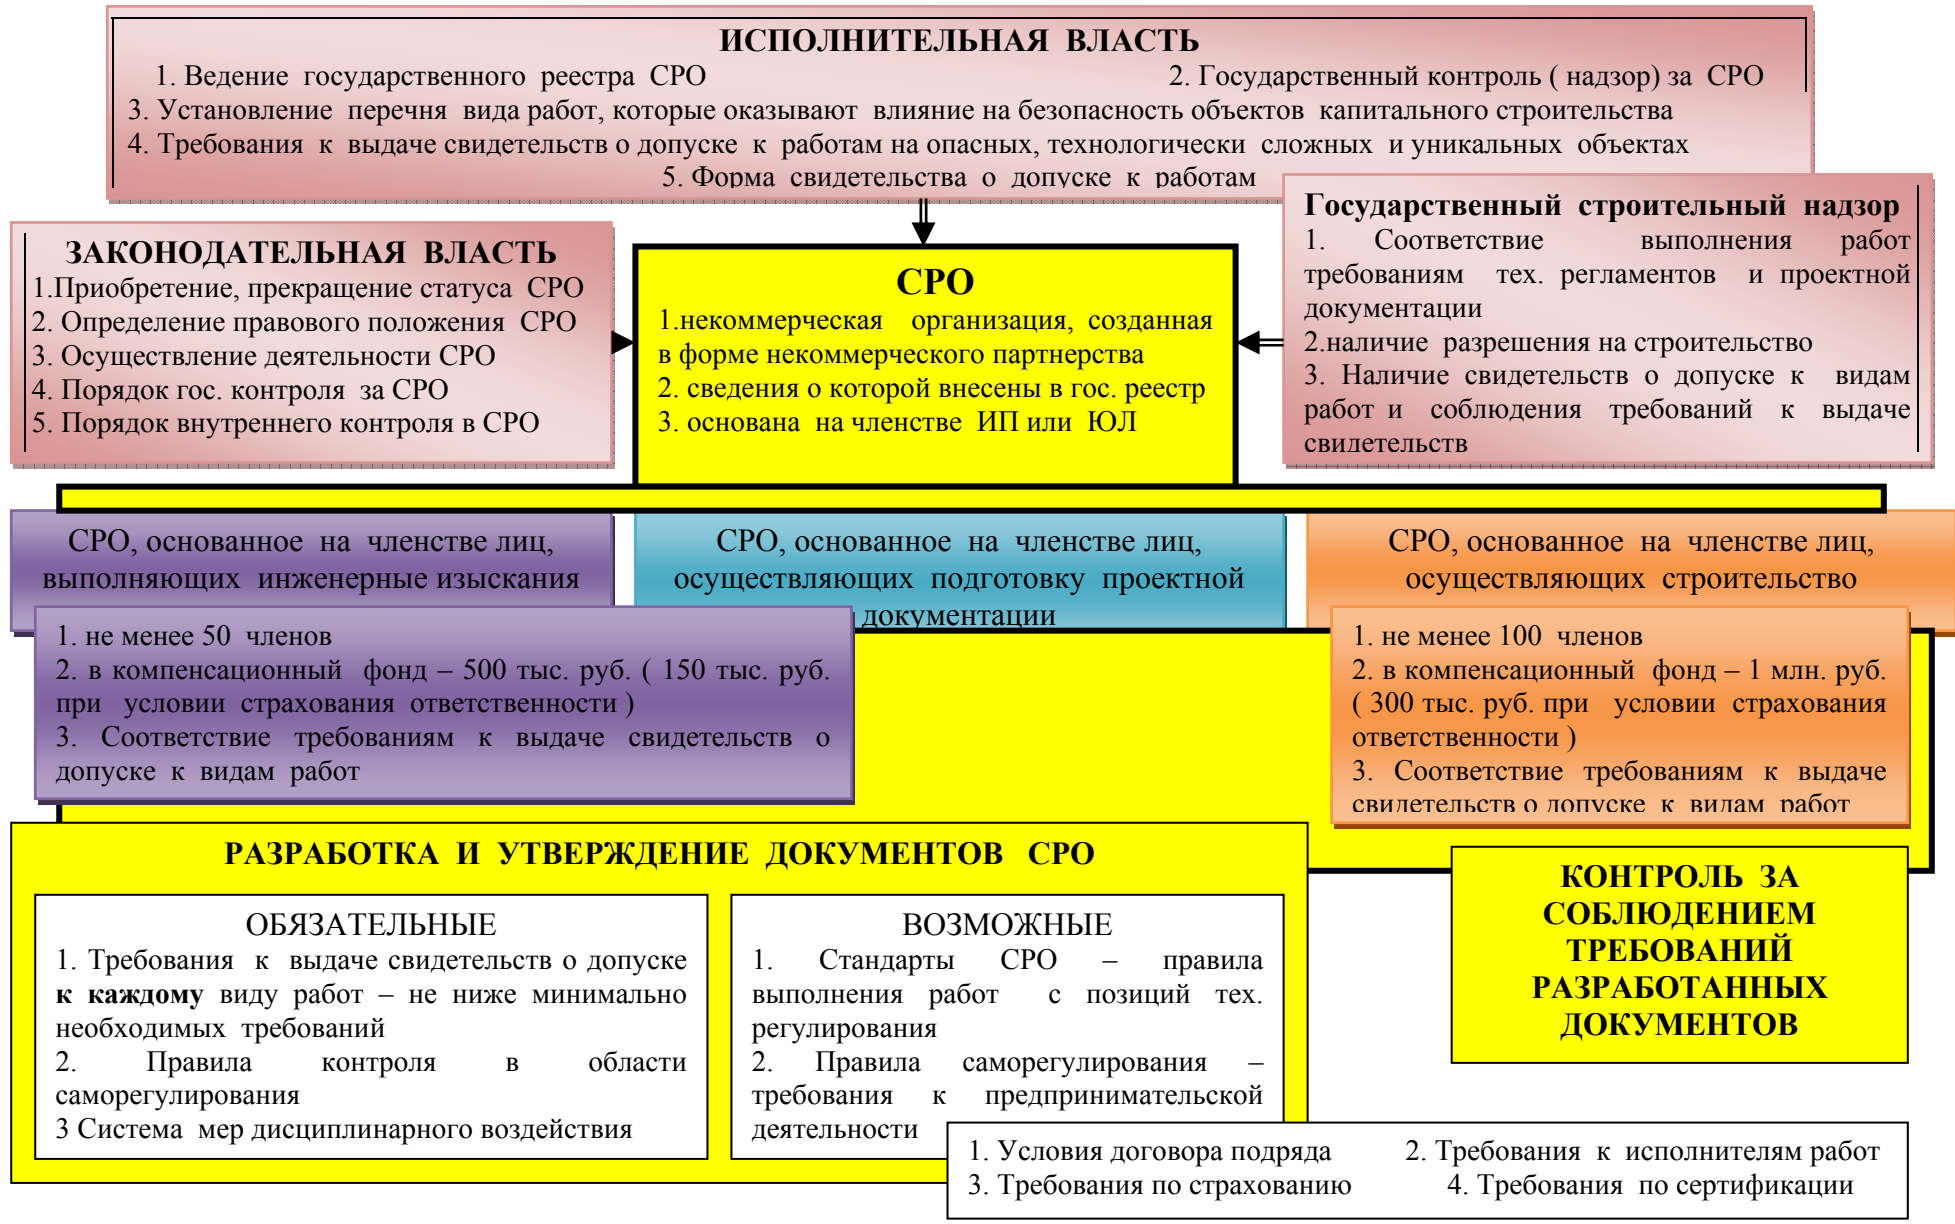 ИСПОЛНИТЕЛЬНАЯ ВЛАСТЬ
1. Ведение государственного реестра СРО 2. Государственный контроль ( надзор) за СРО
3. Установление перечня вида работ, которые оказывают влияние на безопасность объектов капитального строительства
4. Требования к выдаче свидетельств о допуске к работам на опасных, технологически сложных и уникальных объектах
5. Форма свидетельства о допуске к работам
ЗАКОНОДАТЕЛЬНАЯ ВЛАСТЬ
1.Приобретение, прекращение статуса СРО
2. Определение правового положения СРО
3. Осуществление деятельности СРО
4. Порядок гос. контроля за СРО
5. Порядок внутреннего контроля в СРО
СРО
1.некоммерческая организация, созданная
в форме некоммерческого партнерства
2. сведения о которой внесены в гос. реестр
3. основана на членстве ИП или ЮЛ
Государственный строительный надзор
1. Соответствие выполнения работ
требованиям тех. регламентов и проектной
документации
2.наличие разрешения на строительство
3. Наличие свидетельств о допуске к видам
работ и соблюдения требований к выдаче
свидетельств
СРО, основанное на членстве лиц,
выполняющих инженерные изыскания
СРО, основанное на членстве лиц,
осуществляющих подготовку проектной
документации
СРО, основанное на членстве лиц,
осуществляющих строительство
1. не менее 50 членов
2. в компенсационный фонд – 500 тыс. руб. ( 150 тыс. руб.
при условии страхования ответственности )
3. Соответствие требованиям к выдаче свидетельств о
допуске к видам работ
1. не менее 100 членов
2. в компенсационный фонд – 1 млн. руб.
( 300 тыс. руб. при условии страхования
ответственности )
3. Соответствие требованиям к выдаче
свидетельств о допуске к видам работ
РАЗРАБОТКА И УТВЕРЖДЕНИЕ ДОКУМЕНТОВ СРО
ОБЯЗАТЕЛЬНЫЕ
1. Требования к выдаче свидетельств о допуске
к каждому виду работ – не ниже минимально
необходимых требований
2. Правила контроля в области
саморегулирования
3 Система мер дисциплинарного воздействия
ВОЗМОЖНЫЕ
1. Стандарты СРО – правила
выполнения работ с позиций тех.
регулирования
2. Правила саморегулирования –
требования к предпринимательской
деятельности
КОНТРОЛЬ ЗА
СОБЛЮДЕНИЕМ
ТРЕБОВАНИЙ
РАЗРАБОТАННЫХ
ДОКУМЕНТОВ
1. Условия договора подряда 2. Требования к исполнителям работ
3. Требования по страхованию 4. Требования по сертификации